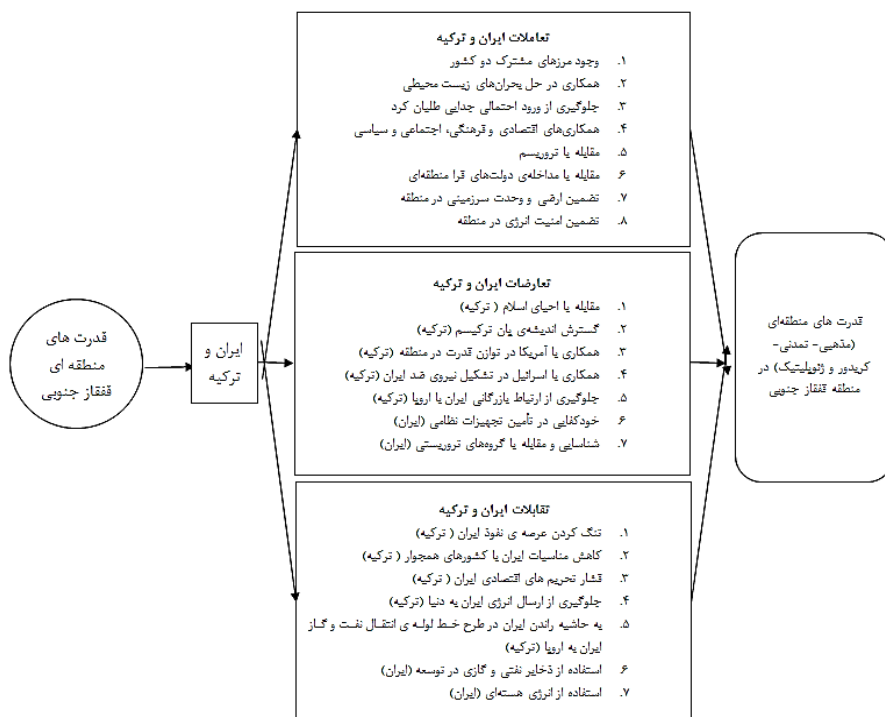 تعاملات ایران و ترکیه
۱. وجود مرزهای مشترک دو کشور
۲. همکاری در حل بحران‌های زیست محیطی
۳. جلوگیری از ورود احتمالی جدایی طلبان کرد
۴. همکاری‌های اقتصادی و فرهنگی، اجتماعی و سیاسی
۵. مقابله با تروریسم
۶. مقابله با مداخله‌ی دولت‌های فرا منطقه‌ای
۷. تضمین ارضی و وحدت سرزمینی در منطقه
۸. تضمین امنیت انرژی در منطقه
تعارضات ایران و ترکیه
۱. مقابله با احیای اسلام ( ترکیه)
۲. گسترش اندیشه‌ی پان ترکیسم (ترکیه)
۳. همکاری با آمریکا در توازن قدرت در منطقه (ترکیه)
۴. همکاری با اسرائیل در تشکیل نیروی ضد ایران (ترکیه)
۵. جلوگیری از ارتباط بازرگانی ایران با اروپا (ترکیه)
۶. خودکفایی در تأمین تجهیزات نظامی (ایران)
۷. شناسایی و مقابله با گروه‌های تروریستی (ایران)
تقابلات ایران و ترکیه
۱. تنگ کردن عرصه ی نفوذ ایران ( ترکیه)
۲. کاهش مناسبات ایران با کشورهای همجوار ( ترکیه)
۳. فشار تحریم های اقتصادی ایران ( ترکیه)
۴. جلوگیری از ارسال انرژی ایران به دنیا (ترکیه)
۵. به حاشیه راندن ایران در طرح خط لوله ی انتقال نفت و گاز
ایران به اروپا (ترکیه)
۶. استفاده از ذخایر نفتی و گازی در توسعه (ایران)
۷. استفاده از انرژی هسته‌ای (ایران)
قدرت های منطقه‌ای
(مذهبی- تمدنی-
کریدور و ژئوپلیتیک) در
منطقه قفقاز جنوبی
ایران و
ترکیه
قدرت های
منطقه ای
قفقاز جنوبی